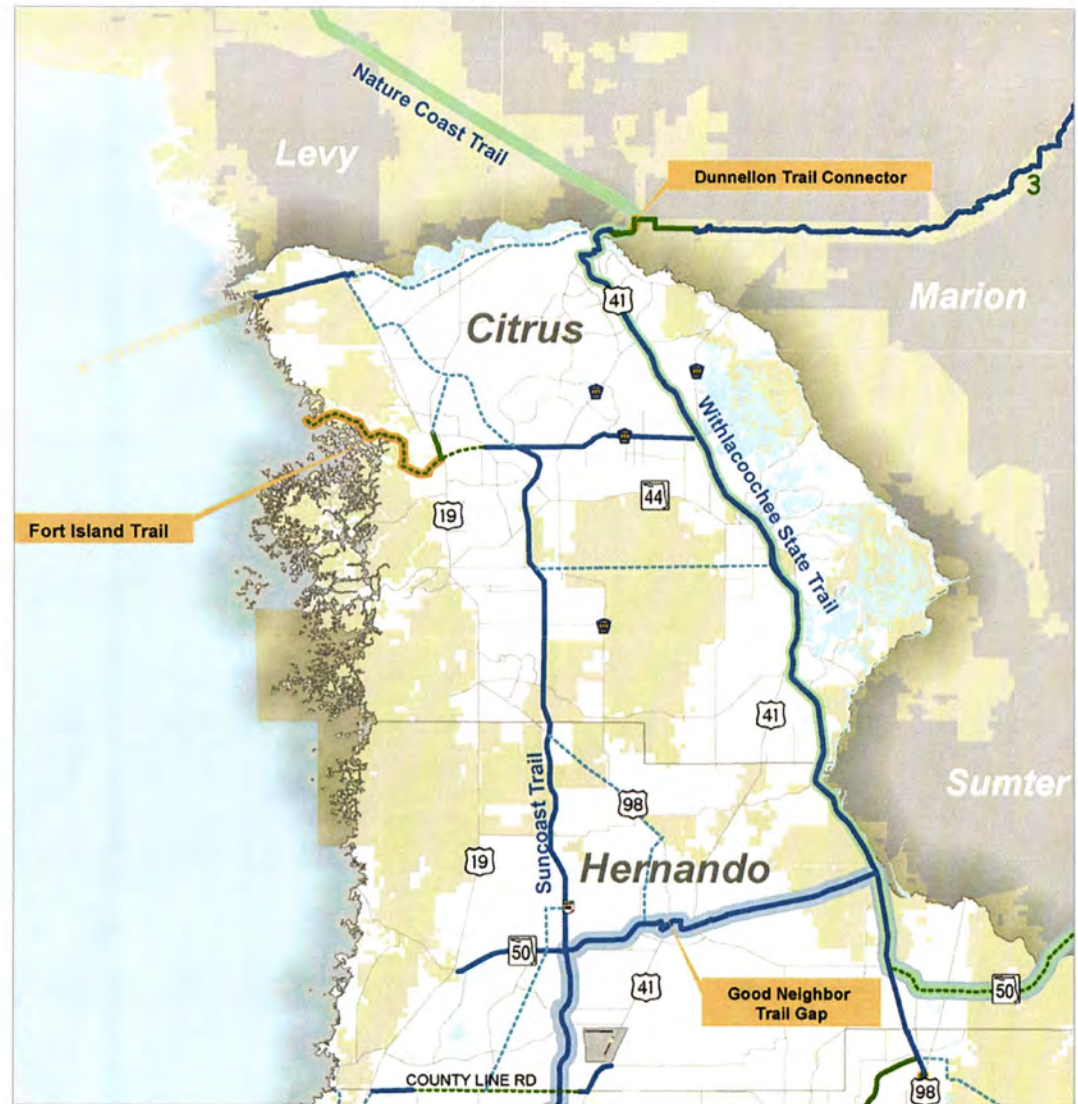 Nature Coast Trail
Levy
Dunnellon Trail Connector
3
Marion
41
Citrus
Withlacoochee State Trail
44
19
Fort Island Trail
41
Sumter
Suncoast Trail
98
19
Hernando
50
41
Good Neighbor
Trail Gap
50
COUNTY LINE RD
98